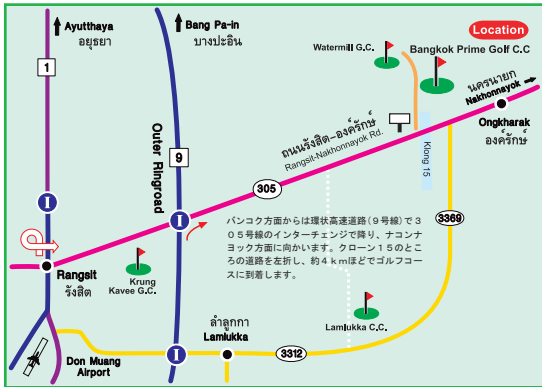 Ayutthaya
อยุธยา
Bang Pa-in
บางปะอิน
Location
Watermill G.C.
Bangkok Prime Golf C.C
1
นครนายก
Nakhonnayok
Ongkharak
องค์รักษ์
ถนนรังสิต-องค์รักษ์
Rangsit-Nakhonnayok Rd.
Klong 15
Outer Ringroad
9
305
3369
バンコク方面からは環状高速道路(9号線)で3
05号線のインターチェンジで降り、ナコンナ
ヨック方面に向かいます。クローン15のとこ
ろの道路を左折し、約4kmほどでゴルフコー
スに到着します。
Rangsit
รังสิต
Krung
Kavee G.C.
Lamlukka C.C.
ลำลูกกา
Lamlukka
3312
Don Muang
Airport
I
I
I